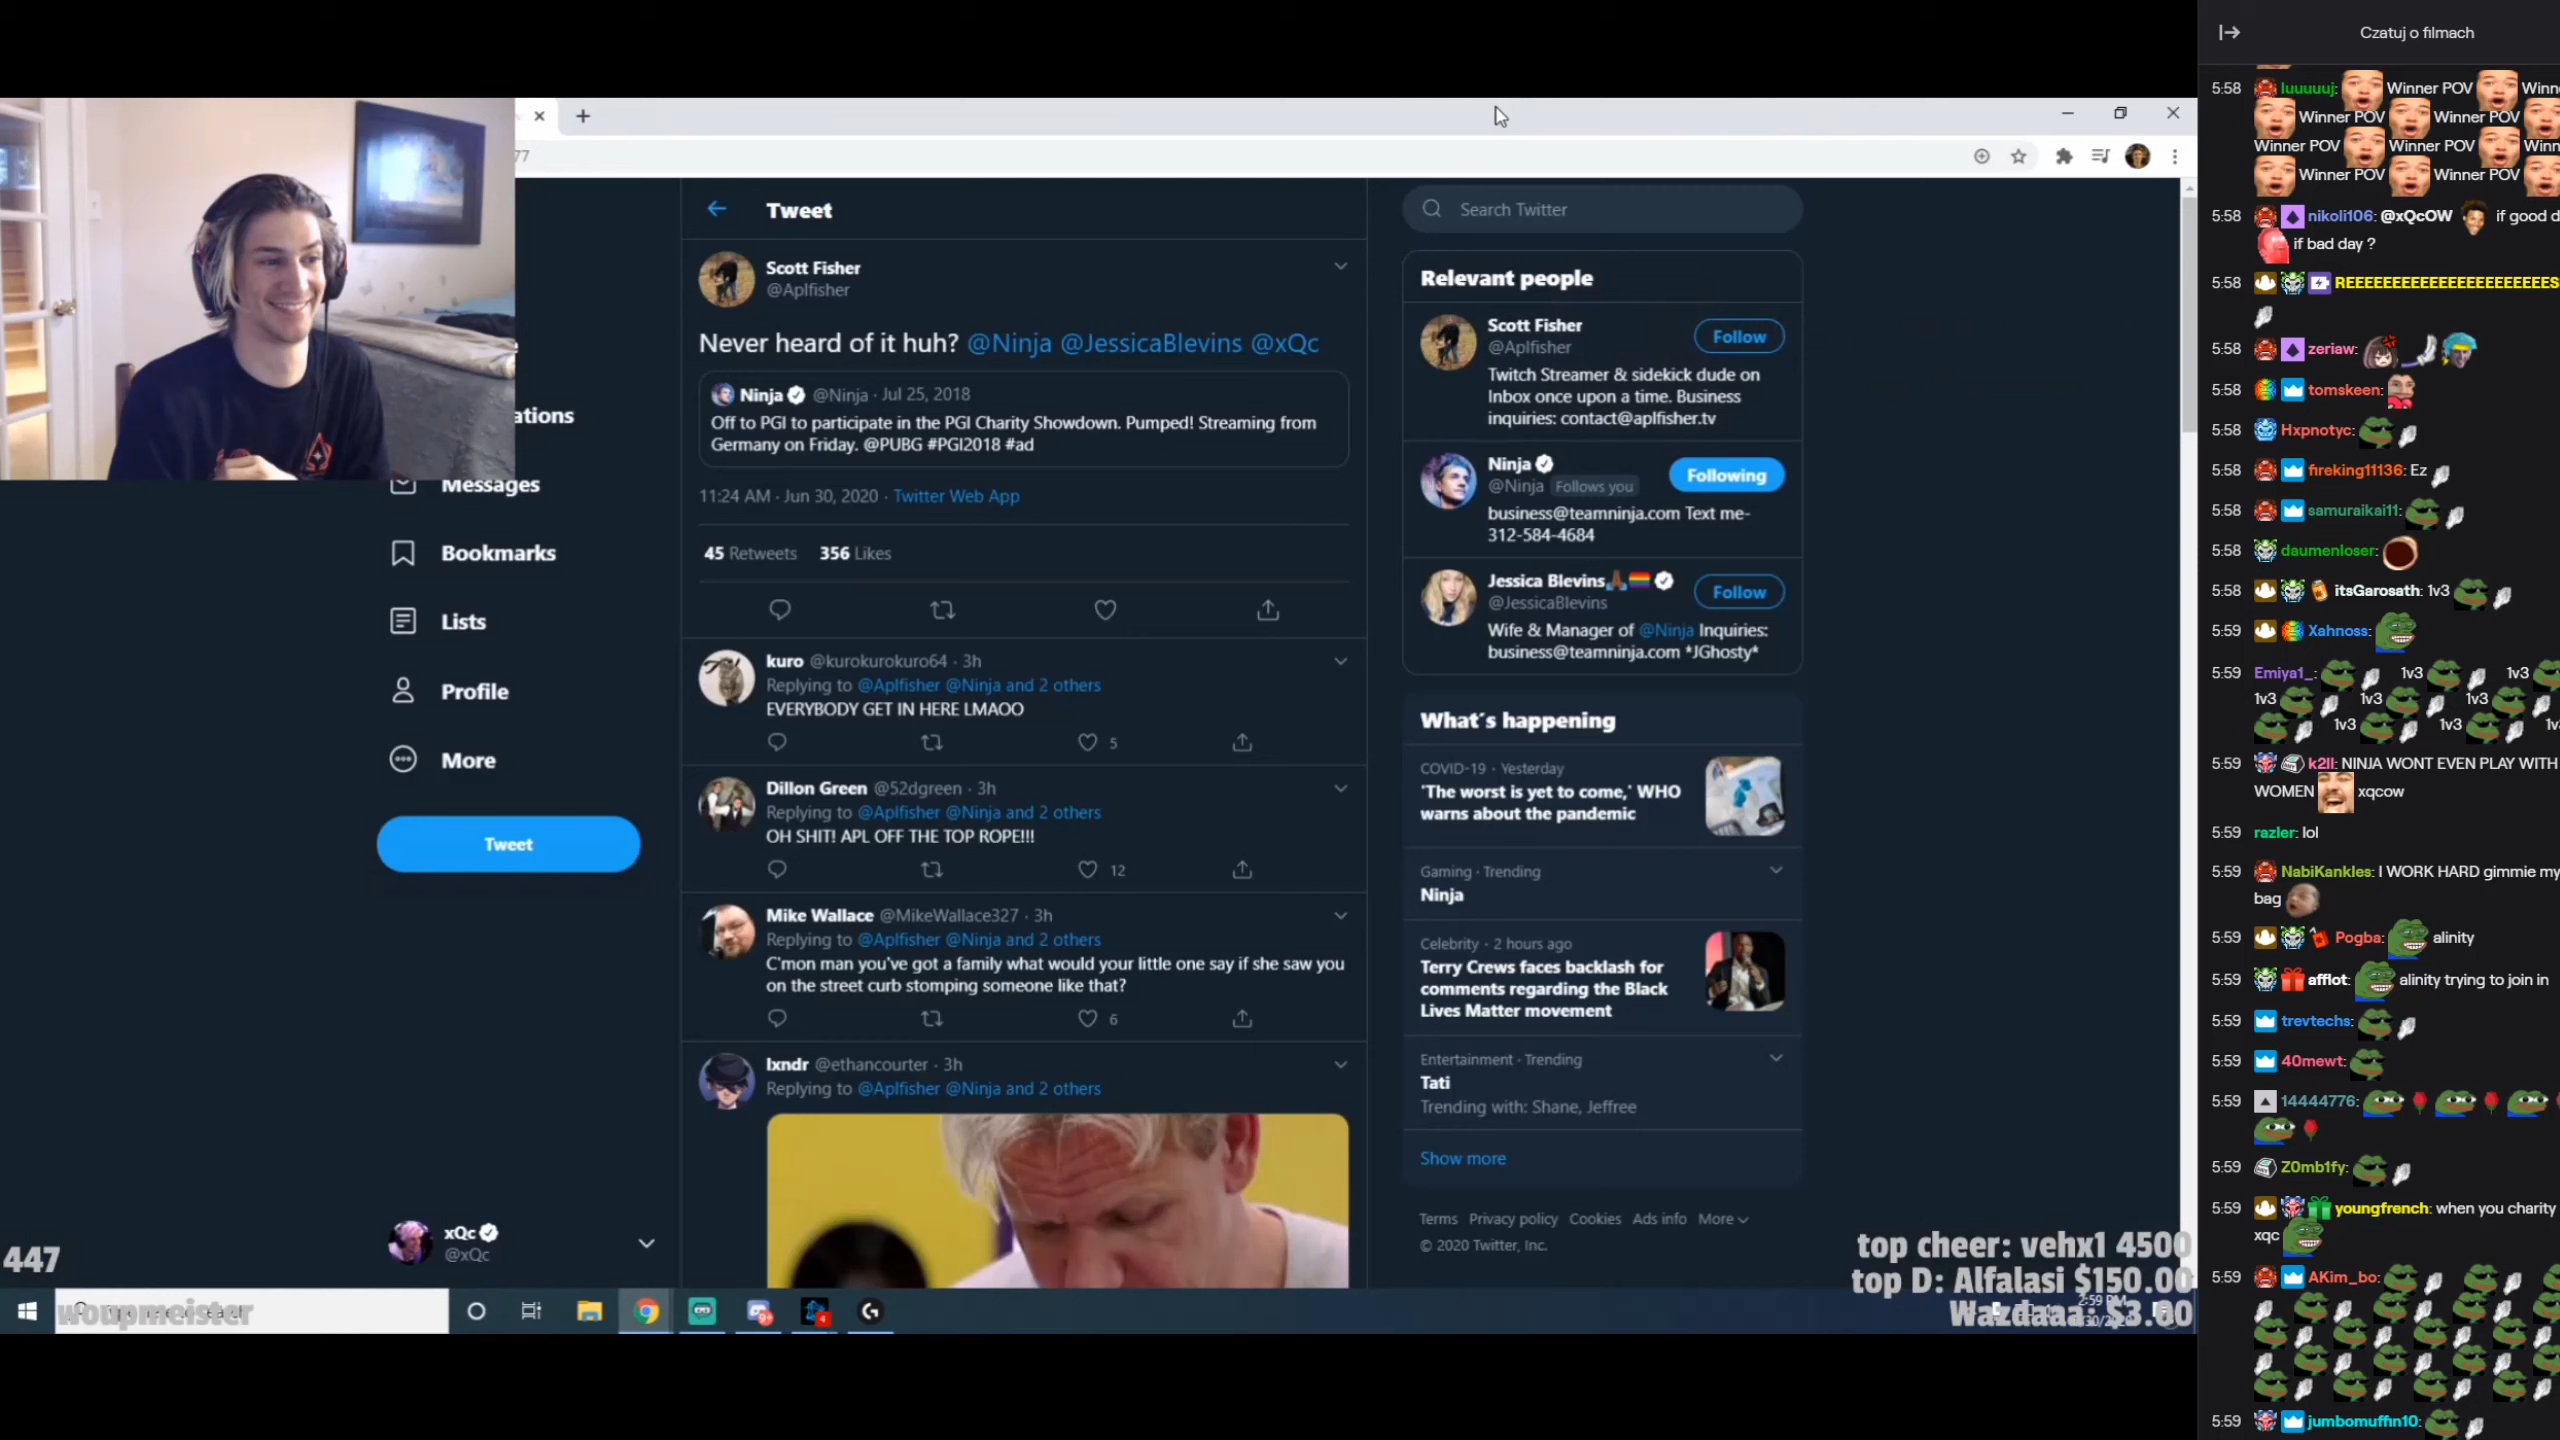 77
Tweet
Scott Fisher
@Aplfisher
Never heard of it huh? @Ninja @JessicaBlevins @xQc
Ninja @Ninja · Jul 25, 2018
Off to PGI to participate in the PGI Charity Showdown. Pumped! Streaming from
Germany on Friday. @PUBG #PGI2018 #ad
11:24 AM · Jun 30, 2020 · Twitter Web App
45 Retweets 356 Likes
kuro @kurokurokuro64 · 3h
Replying to @Aplfisher @Ninja and 2 others
EVERYBODY GET IN HERE LMAOO
5
Dillon Green @52dgreen · 3h
Replying to @Aplfisher @Ninja and 2 others
OH SHIT! APL OFF THE TOP ROPE!!!
12
Mike Wallace @MikeWallace327 · 3h
Replying to @Aplfisher @Ninja and 2 others
C'mon man you've got a family what would your little one say if she saw you
on the street curb stomping someone like that?
6
lxndr @ethancourter · 3h
Replying to @Aplfisher @Ninja and 2 others
ations
Messages
Bookmarks
Lists
Profile
More
Tweet
xQc
@xQc
447
woupmeister
Search Twitter
Relevant people
Scott Fisher
@Aplfisher
Follow
Twitch Streamer & sidekick dude on
Inbox once upon a time. Business
inquiries: contact@aplfisher.tv
Ninja
@Ninja Follows you
Following
business@teamninja.com Text me-
312-584-4684
Jessica Blevins
@JessicaBlevins
Follow
Wife & Manager of @Ninja Inquiries:
business@teamninja.com *JGhosty*
What's happening
COVID-19 · Yesterday
'The worst is yet to come,' WHO
warns about the pandemic
Gaming · Trending
Ninja
Celebrity · 2 hours ago
Terry Crews faces backlash for
comments regarding the Black
Lives Matter movement
Entertainment · Trending
Tati
Trending with: Shane, Jeffree
Show more
Terms Privacy policy Cookies Ads info More
© 2020 Twitter, Inc.
top cheer: vehx1 4500
top D: Alfalasi $150.00
Wazdaa: $3.00
2:59 PM
Czatuj o filmach
5:58 luuuuuj: Winner POV Winn
Winner POV Winner POV
Winner POV Winner POV Winn
Winner POV Winner POV
5:58 nikoli106: @xQcOW if good d
if bad day ?
5:58 REEEEEEEEEEEEEEEEEEEEEEES
5:58 zeriaw:
5:58 tomskeen:
5:58 Hxpnotyc:
5:58 fireking11136: Ez
5:58 samuraikai11:
5:58 daumenloser:
5:58 itsGarosath: 1v3
5:59 Xahnoss:
5:59 Emiya1_: 1v3 1v3
1v3 1v3 1v3
1v3 1v3 1v
5:59 k2ll: NINJA WONT EVEN PLAY WITH
WOMEN xqcow
5:59 razler: lol
5:59 NabiKankles: I WORK HARD gimmie my
bag
5:59 Pogba: alinity
5:59 afflot: alinity trying to join in
5:59 trevtechs:
5:59 40mewt:
5:59 14444776:
5:59 Z0mb1fy:
5:59 youngfrench: when you charity
xqc
5:59 AKim_bo:
5:59 jumbomuffin10: